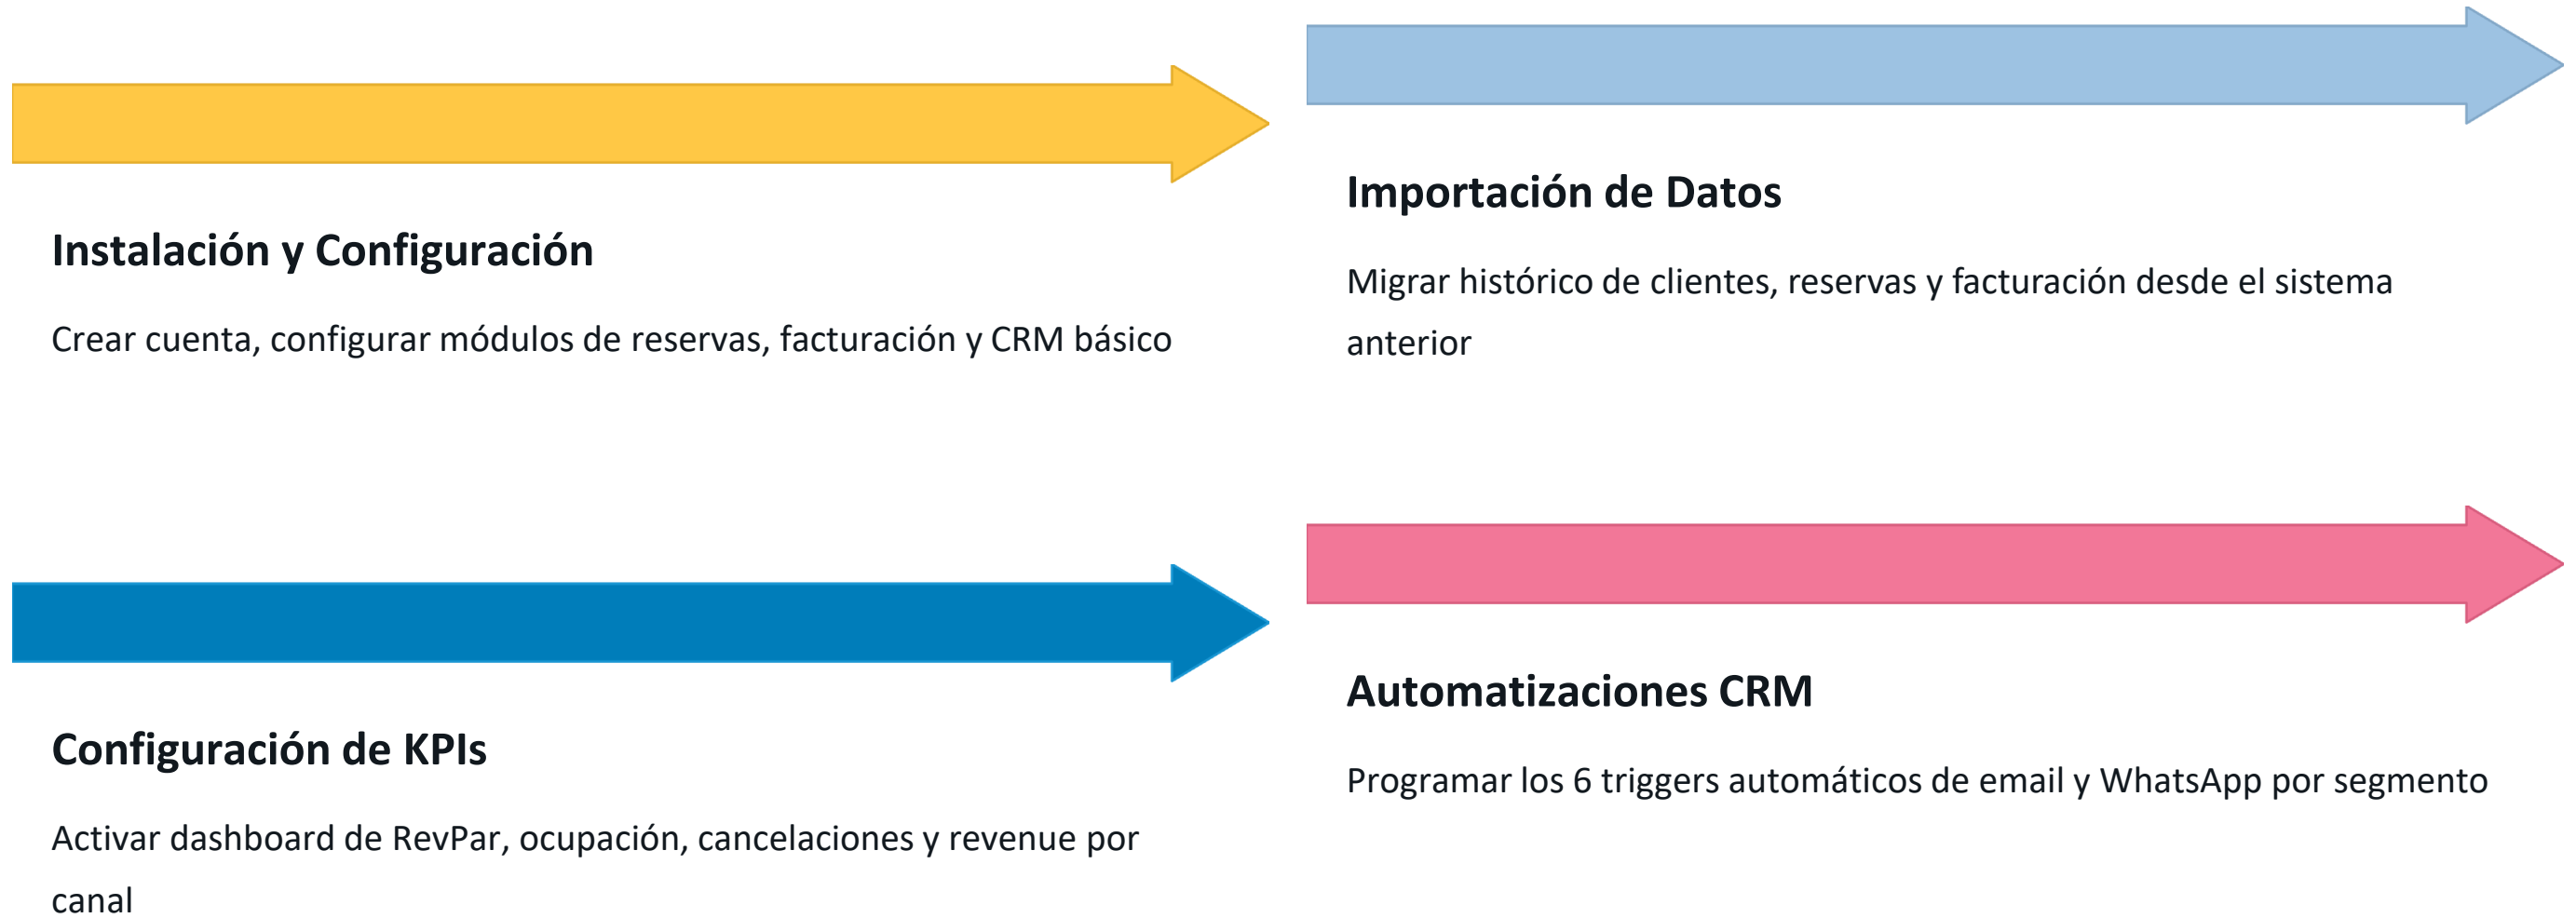 Instalación y Configuración
Crear cuenta, configurar módulos de reservas, facturación y CRM básico
Importación de Datos
Migrar histórico de clientes, reservas y facturación desde el sistema
anterior
Configuración de KPIs
Activar dashboard de RevPar, ocupación, cancelaciones y revenue por
canal
Automatizaciones CRM
Programar los 6 triggers automáticos de email y WhatsApp por segmento